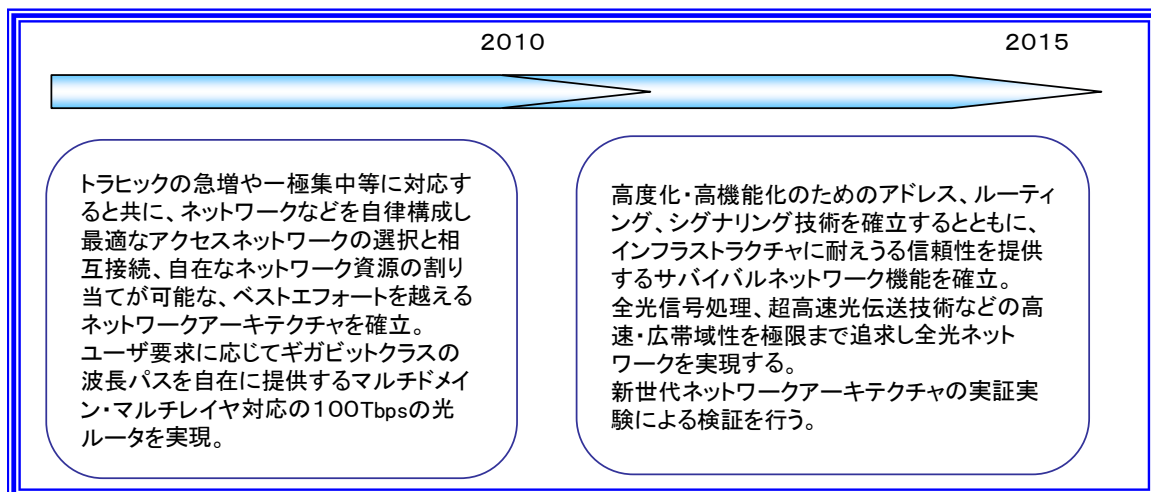 2010
2015
トラヒックの急増や一極集中等に対応す
ると共に、ネットワークなどを自律構成し
最適なアクセスネットワークの選択と相
互接続、自在なネットワーク資源の割り
当てが可能な、ベストエフォートを越える
ネットワークアーキテクチャを確立。
ユーザ要求に応じてギガビットクラスの
波長パスを自在に提供するマルチドメイ
ン・マルチレイヤ対応の100Tbpsの光
ルータを実現。
高度化・高機能化のためのアドレス、ルーティ
ング、シグナリング技術を確立するとともに、
インフラストラクチャに耐えうる信頼性を提供
するサバイバルネットワーク機能を確立。
全光信号処理、超高速光伝送技術などの高
速・広帯域性を極限まで追求し全光ネット
ワークを実現する。
新世代ネットワークアーキテクチャの実証実
験による検証を行う。